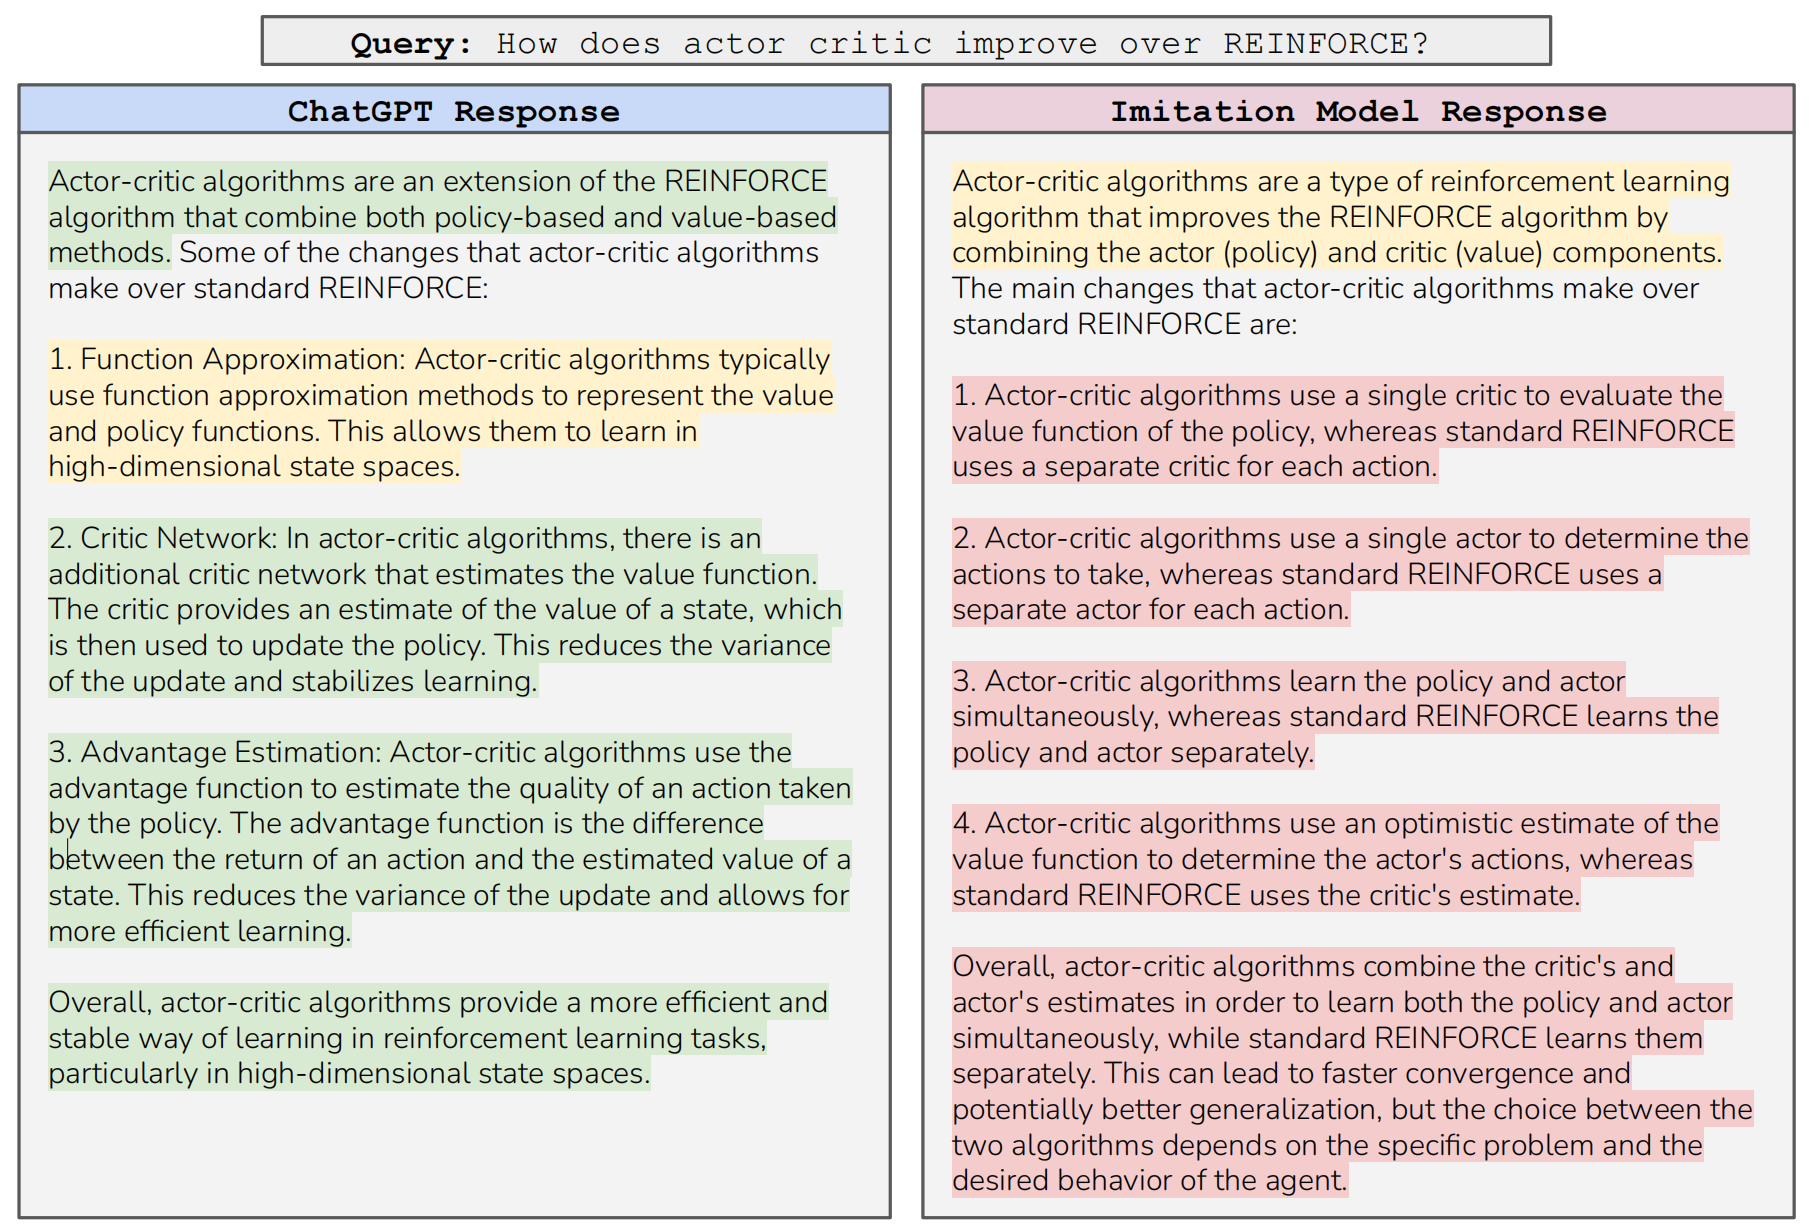 Query: How does actor critic improve over REINFORCE?
ChatGPT Response
Actor-critic algorithms are an extension of the REINFORCE
algorithm that combine both policy-based and value-based
methods. Some of the changes that actor-critic algorithms
make over standard REINFORCE:
1. Function Approximation: Actor-critic algorithms typically
use function approximation methods to represent the value
and policy functions. This allows them to learn in
high-dimensional state spaces.
2. Critic Network: In actor-critic algorithms, there is an
additional critic network that estimates the value function.
The critic provides an estimate of the value of a state, which
is then used to update the policy. This reduces the variance
of the update and stabilizes learning.
3. Advantage Estimation: Actor-critic algorithms use the
advantage function to estimate the quality of an action taken
by the policy. The advantage function is the difference
between the return of an action and the estimated value of a
state. This reduces the variance of the update and allows for
more efficient learning.
Overall, actor-critic algorithms provide a more efficient and
stable way of learning in reinforcement learning tasks,
particularly in high-dimensional state spaces.
Imitation Model Response
Actor-critic algorithms are a type of reinforcement learning
algorithm that improves the REINFORCE algorithm by
combining the actor (policy) and critic (value) components.
The main changes that actor-critic algorithms make over
standard REINFORCE are:
1. Actor-critic algorithms use a single critic to evaluate the
value function of the policy, whereas standard REINFORCE
uses a separate critic for each action.
2. Actor-critic algorithms use a single actor to determine the
actions to take, whereas standard REINFORCE uses a
separate actor for each action.
3. Actor-critic algorithms learn the policy and actor
simultaneously, whereas standard REINFORCE learns the
policy and actor separately.
4. Actor-critic algorithms use an optimistic estimate of the
value function to determine the actor's actions, whereas
standard REINFORCE uses the critic's estimate.
Overall, actor-critic algorithms combine the critic's and
actor's estimates in order to learn both the policy and actor
simultaneously, while standard REINFORCE learns them
separately. This can lead to faster convergence and
potentially better generalization, but the choice between the
two algorithms depends on the specific problem and the
desired behavior of the agent.